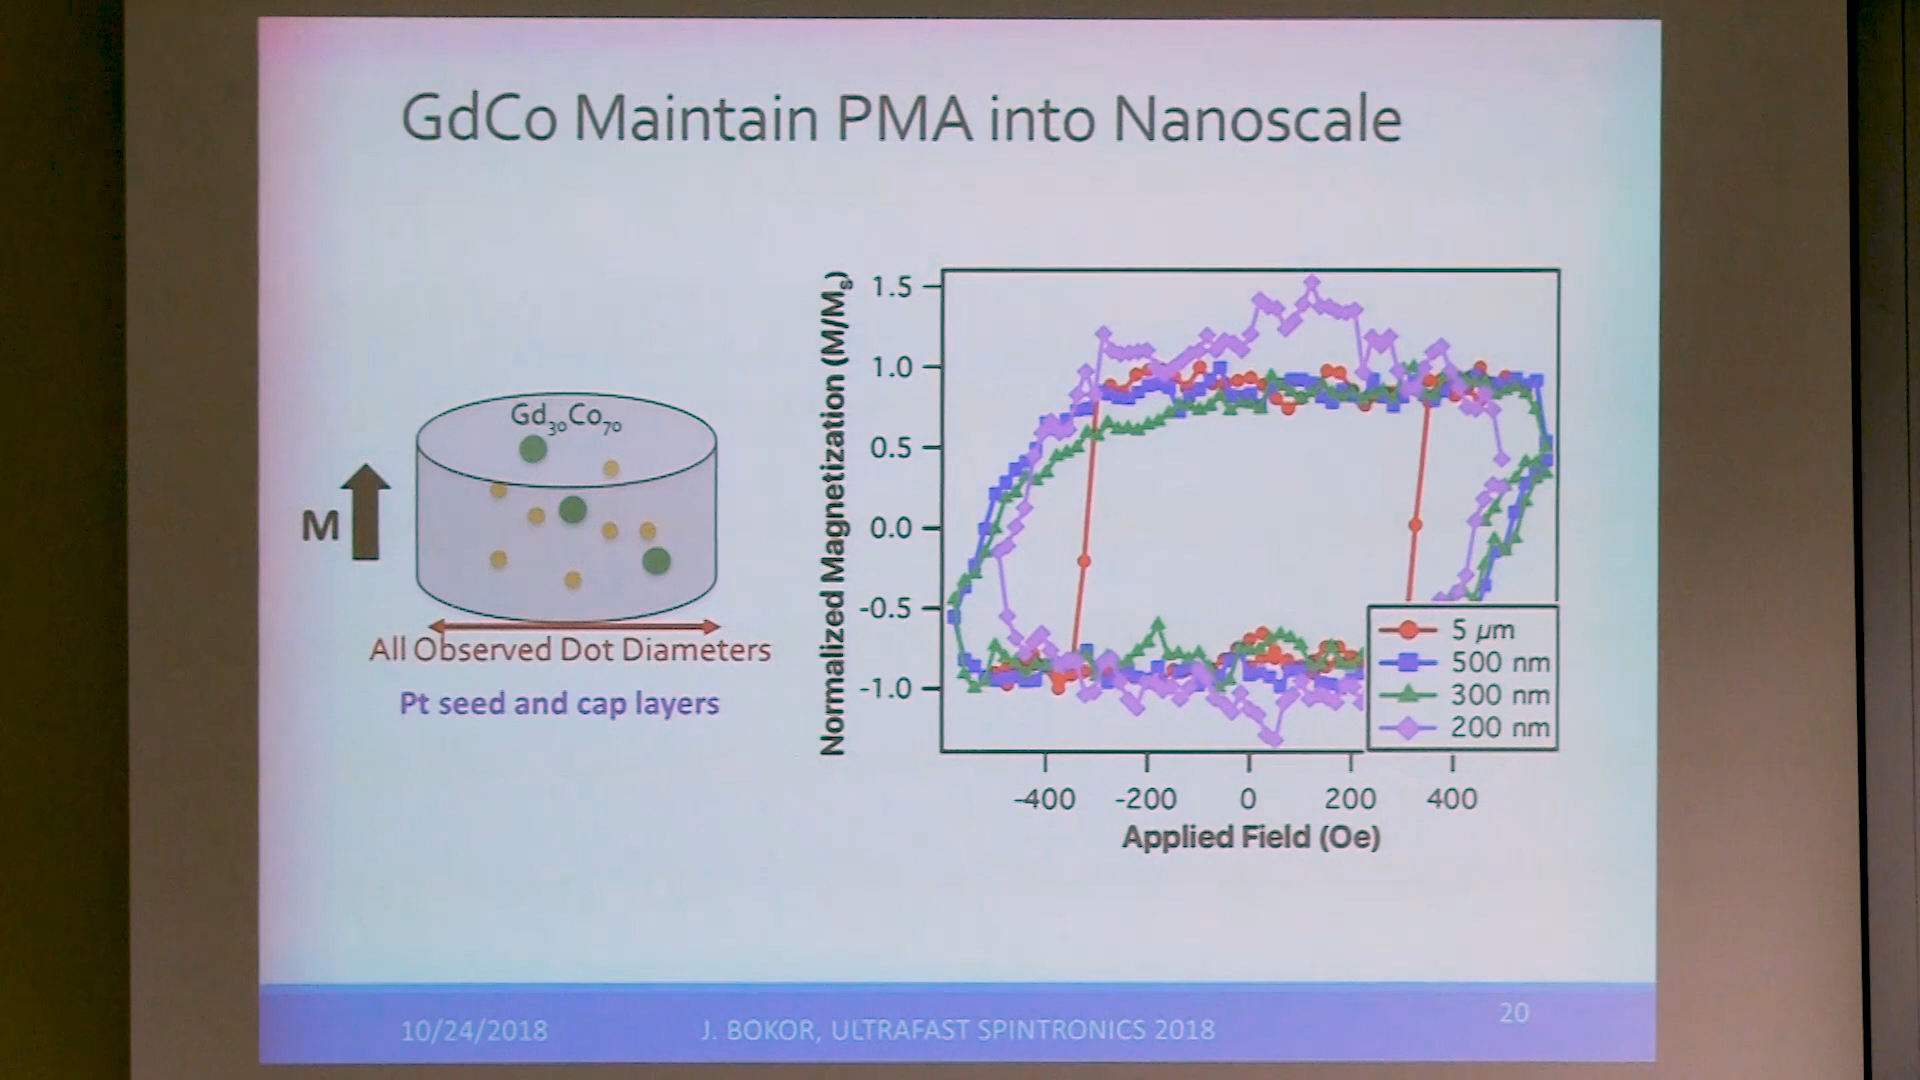 GdCo Maintain PMA into Nanoscale
Gd30Co70
M
All Observed Dot Diameters
Pt seed and cap layers
Normalized Magnetization (M/Ms)
1.5
1.0
0.5
0.0
-0.5
-1.0
5 µm
500 nm
300 nm
200 nm
-400 -200 0 200 400
Applied Field (Oe)
10/24/2018 J. BOKOR, ULTRAFAST SPINTRONICS 2018 20